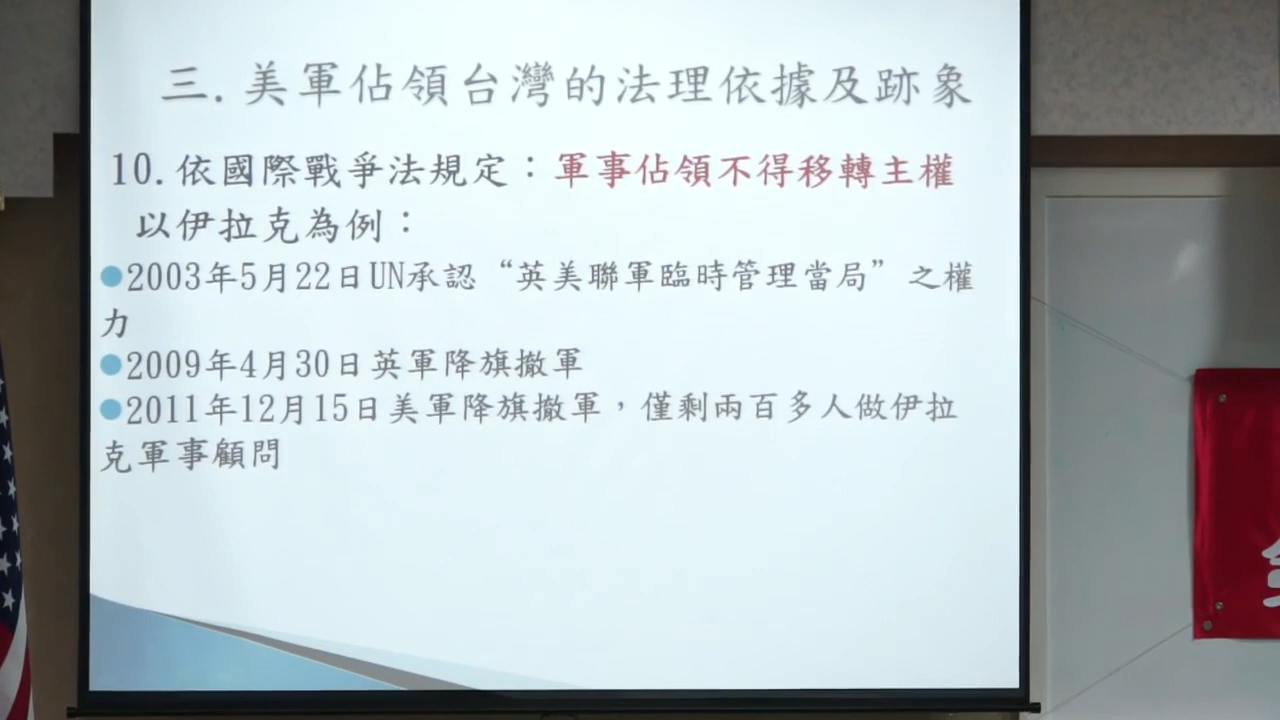 三.美軍佔領台灣的法理依據及跡象
10.依國際戰爭法規定：軍事佔領不得移轉主權
以伊拉克為例：
●2003年5月22日UN承認“英美聯軍臨時管理當局”之權
力
●2009年4月30日英軍降旗撤軍
●2011年12月15日美軍降旗撤軍，僅剩兩百多人做伊拉
克軍事顧問